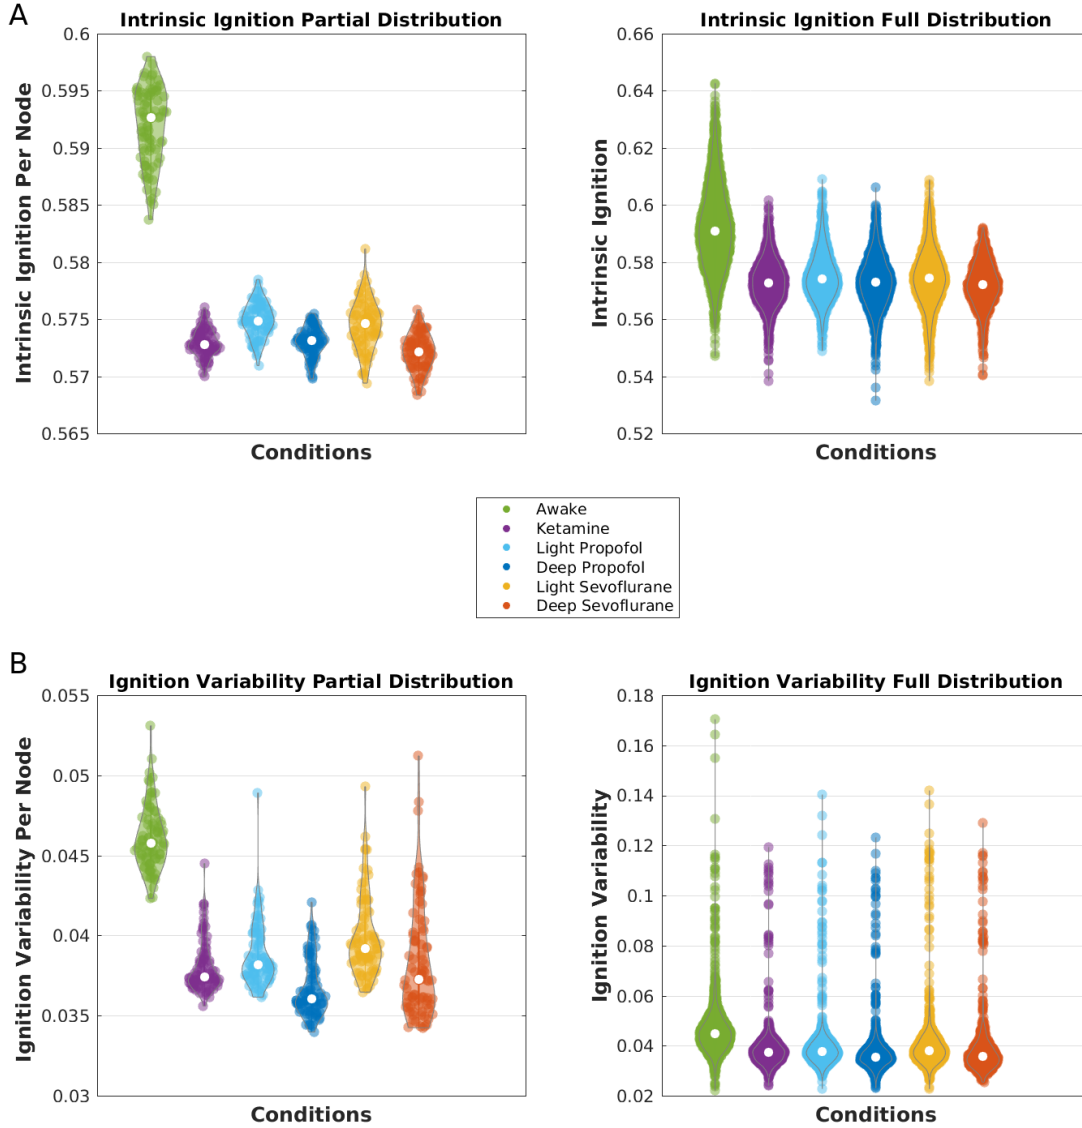 A
Intrinsic Ignition Partial Distribution
Intrinsic Ignition Per Node
0.6
0.595
0.59
0.585
0.58
0.575
0.57
0.565
Conditions
Intrinsic Ignition Full Distribution
Intrinsic Ignition
0.66
0.64
0.62
0.6
0.58
0.56
0.54
0.52
Conditions
Awake
Ketamine
Light Propofol
Deep Propofol
Light Sevoflurane
Deep Sevoflurane
B
Ignition Variability Partial Distribution
Ignition Variability Per Node
0.055
0.05
0.045
0.04
0.035
0.03
Conditions
Ignition Variability Full Distribution
Ignition Variability
0.18
0.16
0.14
0.12
0.1
0.08
0.06
0.04
0.02
Conditions